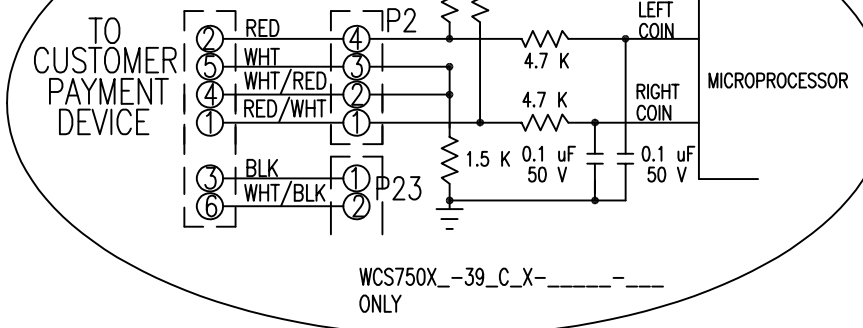 TO
CUSTOMER
PAYMENT
DEVICE
2 RED 4 P2
5 WHT 3
4 WHT/RED 2
1 RED/WHT 1
3 BLK 1 P23
6 WHT/BLK 2
4.7 K
4.7 K
1.5 K
0.1 uF
50 V
0.1 uF
50 V
LEFT
COIN
RIGHT
COIN
MICROPROCESSOR
WCS750X_-39_C_X-_____-___
ONLY